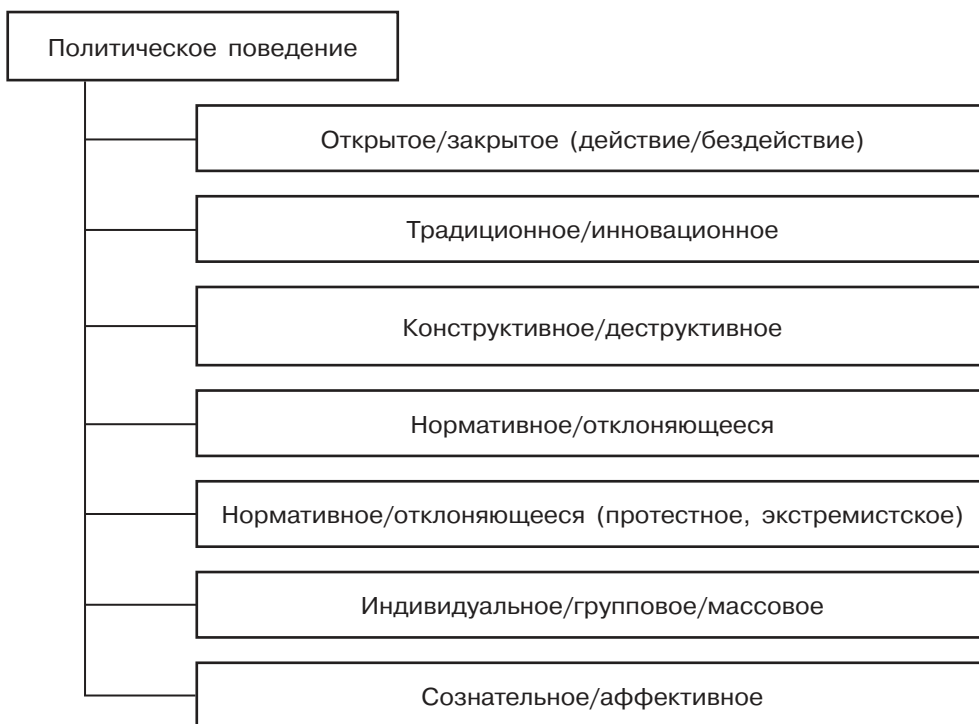 Политическое поведение
Открытое/закрытое (действие/бездействие)
Традиционное/инновационное
Конструктивное/деструктивное
Нормативное/отклоняющееся
Нормативное/отклоняющееся (протестное, экстремистское)
Индивидуальное/групповое/массовое
Сознательное/аффективное